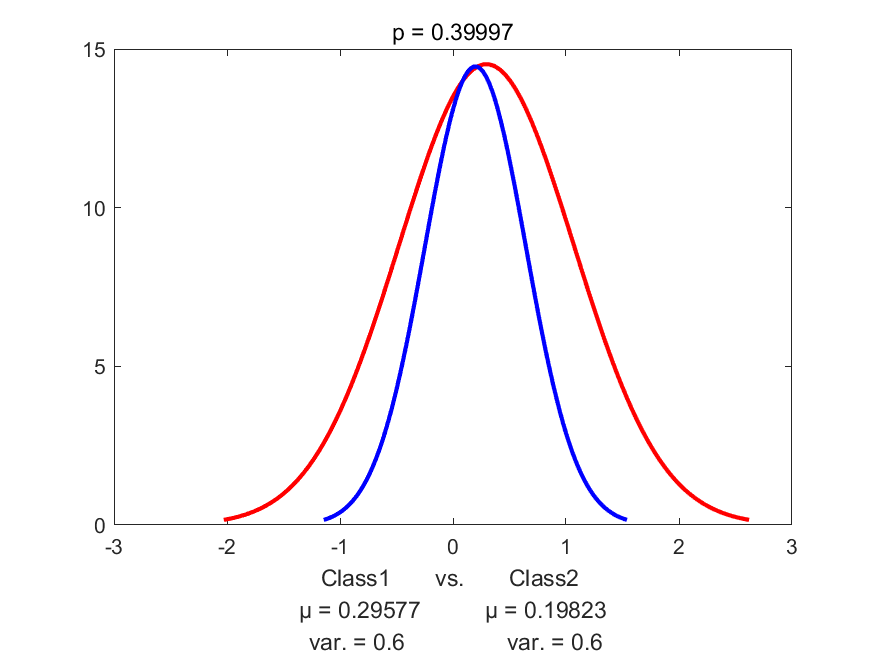 p = 0.39997
15
10
5
0
-3 -2 -1 0 1 2 3
Class1 vs. Class2
μ = 0.29577 μ = 0.19823
var. = 0.6 var. = 0.6